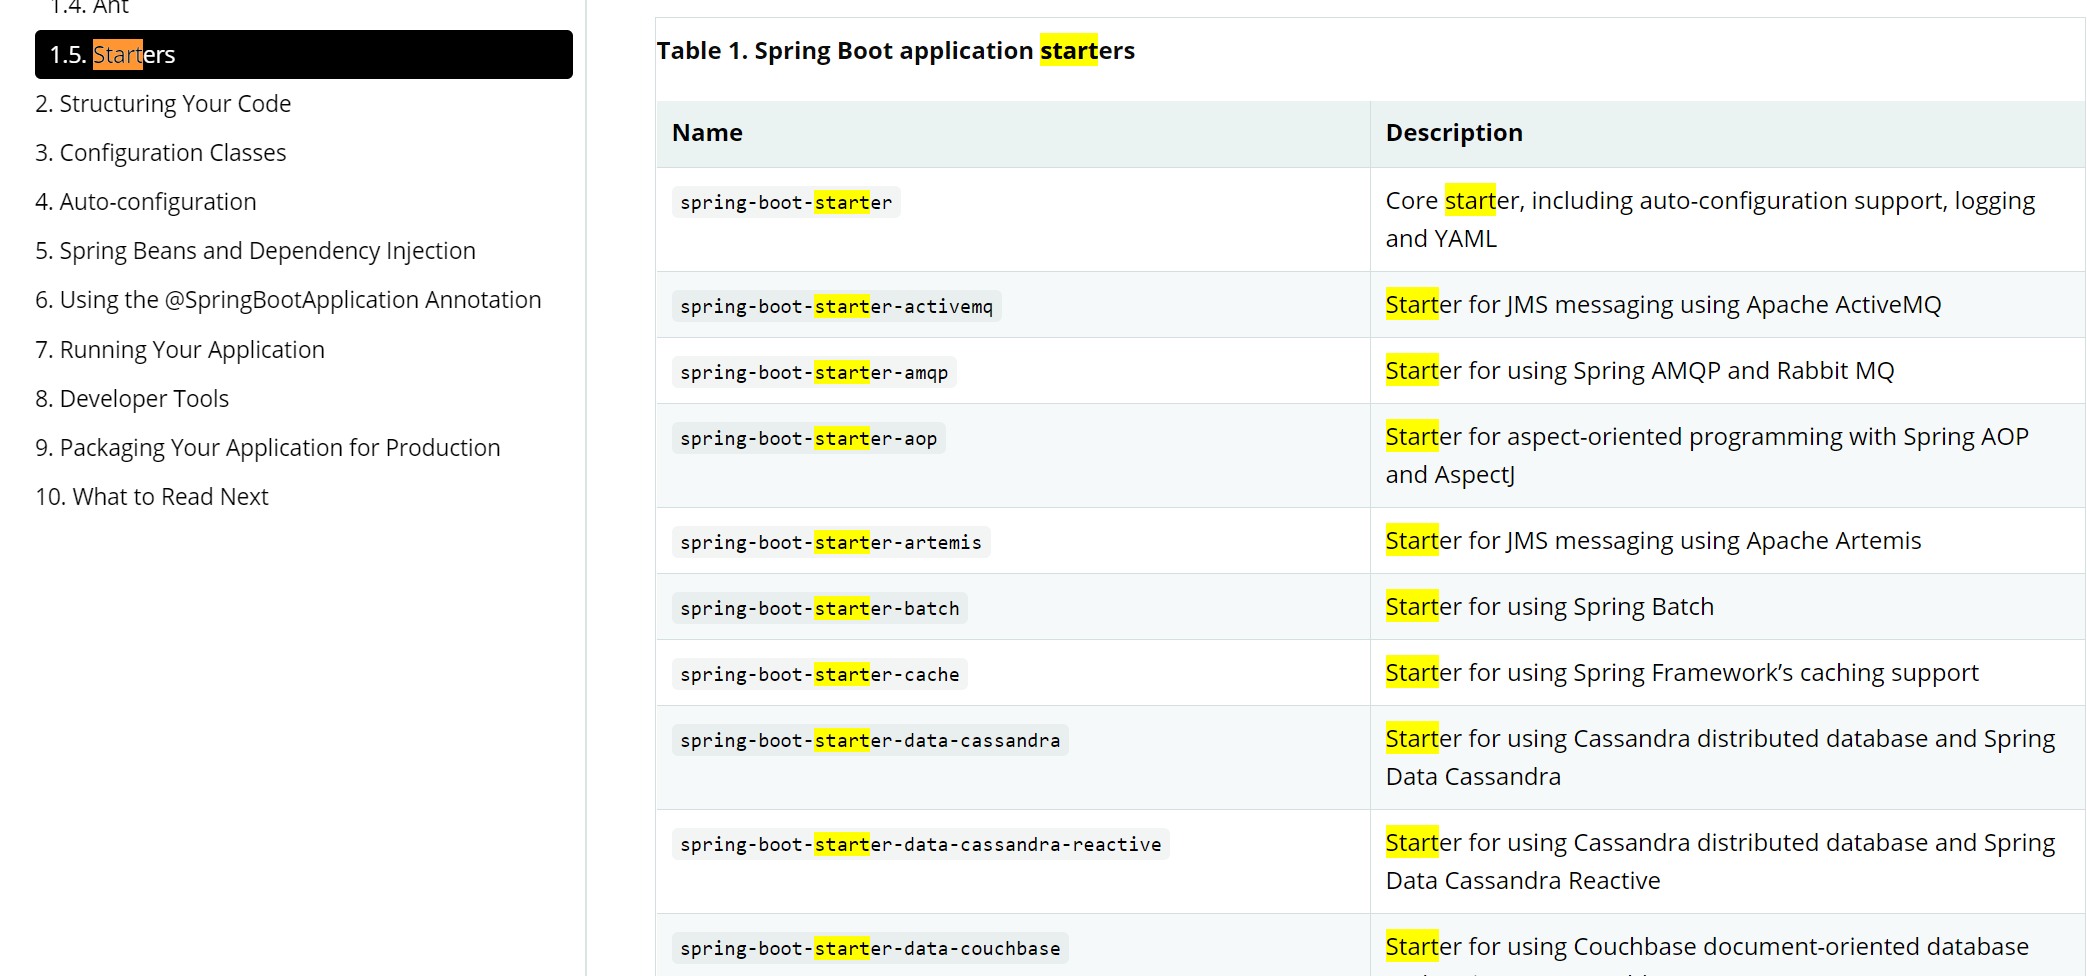 1.4. Ant
1.5. Starters
2. Structuring Your Code
3. Configuration Classes
4. Auto-configuration
5. Spring Beans and Dependency Injection
6. Using the @SpringBootApplication Annotation
7. Running Your Application
8. Developer Tools
9. Packaging Your Application for Production
10. What to Read Next
Table 1. Spring Boot application starters
Name
Description
spring-boot-starter
Core starter, including auto-configuration support, logging
and YAML
spring-boot-starter-activemq
Starter for JMS messaging using Apache ActiveMQ
spring-boot-starter-amqp
Starter for using Spring AMQP and Rabbit MQ
spring-boot-starter-aop
Starter for aspect-oriented programming with Spring AOP
and AspectJ
spring-boot-starter-artemis
Starter for JMS messaging using Apache Artemis
spring-boot-starter-batch
Starter for using Spring Batch
spring-boot-starter-cache
Starter for using Spring Framework’s caching support
spring-boot-starter-data-cassandra
Starter for using Cassandra distributed database and Spring
Data Cassandra
spring-boot-starter-data-cassandra-reactive
Starter for using Cassandra distributed database and Spring
Data Cassandra Reactive
spring-boot-starter-data-couchbase
Starter for using Couchbase document-oriented database